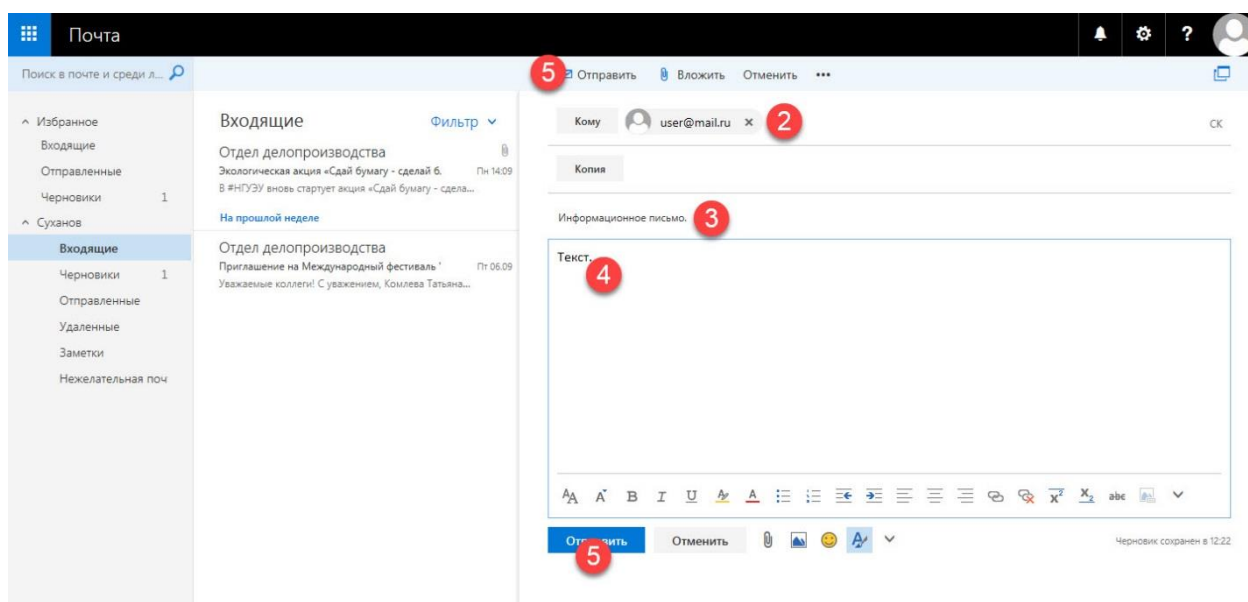 Почта
?
Поиск в почте и среди л...
5 Отправить Вложить Отменить •••
Избранное
Входящие
Отправленные
Черновики 1
Суханов
Входящие
Черновики 1
Отправленные
Удаленные
Заметки
Нежелательная поч
Входящие Фильтр
Отдел делопроизводства
Экологическая акция «Сдай бумагу - сделай б. Пн 14:09
В #НГУЭУ вновь стартует акция «Сдай бумагу - сдела...
На прошлой неделе
Отдел делопроизводства
Приглашение на Международный фестиваль ' Пт 06.09
Уважаемые коллеги! С уважением, Комлева Татьяна...
Кому user@mail.ru x 2 СК
Копия
Информационное письмо. 3
Текст.
4
AA A B I U A A x² X₂ abc
Отправить Отменить Черновик сохранен в 12:22
5